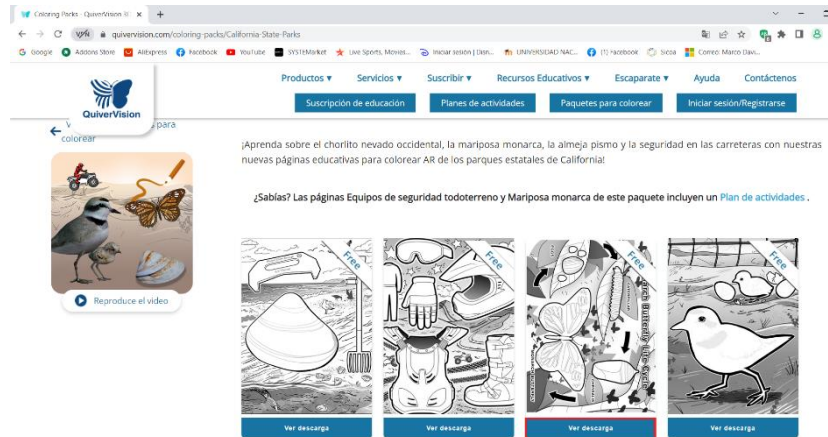 Coloring Packs - QuiverVision 3D
quivervision.com/coloring-packs/California-State-Parks
Google Addons Store AliExpress Facebook YouTube SYSTEMarket Live Sports, Movies... Iniciar sesión | Disn... UNIVERSIDAD NAC... (1) Facebook Sicoa Correo: Marco Davi...
QuiverVision
Productos Servicios Suscribir Recursos Educativos Escaparate Ayuda Contáctenos
Suscripción de educación Planes de actividades Paquetes para colorear Iniciar sesión/Registrarse
para
colorear
¡Aprenda sobre el chorlito nevado occidental, la mariposa monarca, la almeja pismo y la seguridad en las carreteras con nuestras
nuevas páginas educativas para colorear AR de los parques estatales de California!
¿Sabías? Las páginas Equipos de seguridad todoterreno y Mariposa monarca de este paquete incluyen un Plan de actividades .
Reproduce el video
Free Free Free Free
arch Butterfly Life Cycle
Ver descarga Ver descarga Ver descarga Ver descarga